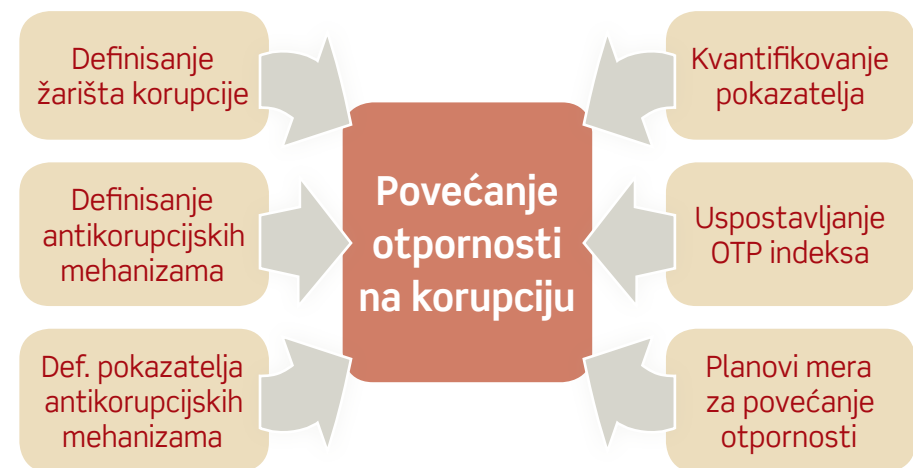 Definisanje
žarišta korupcije
Definisanje
antikorupcijskih
mehanizama
Def. pokazatelja
antikorupcijskih
mehanizama
Povećanje
otpornosti
na korupciju
Kvantifikovanje
pokazatelja
Uspostavljanje
OTP indeksa
Planovi mera
za povećanje
otpornosti